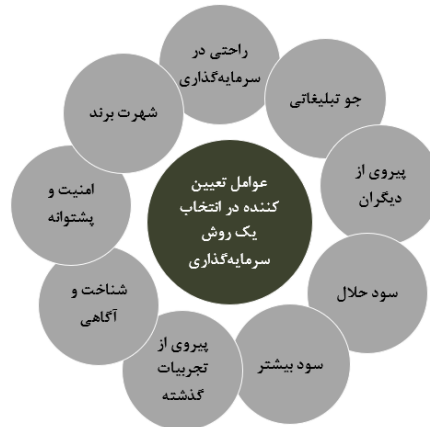 عوامل تعیین
کننده در انتخاب
یک روش
سرمایه‌گذاری
راحتی در
سرمایه‌گذاری
جو تبلیغاتی
پیروی از
دیگران
سود حلال
سود بیشتر
پیروی از
تجربیات
گذشته
شناخت و
آگاهی
امنیت و
پشتوانه
شهرت برند